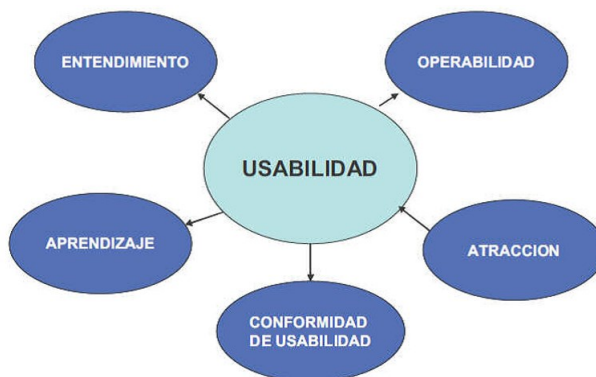 ENTENDIMIENTO
OPERABILIDAD
USABILIDAD
APRENDIZAJE
ATRACCION
CONFORMIDAD
DE USABILIDAD